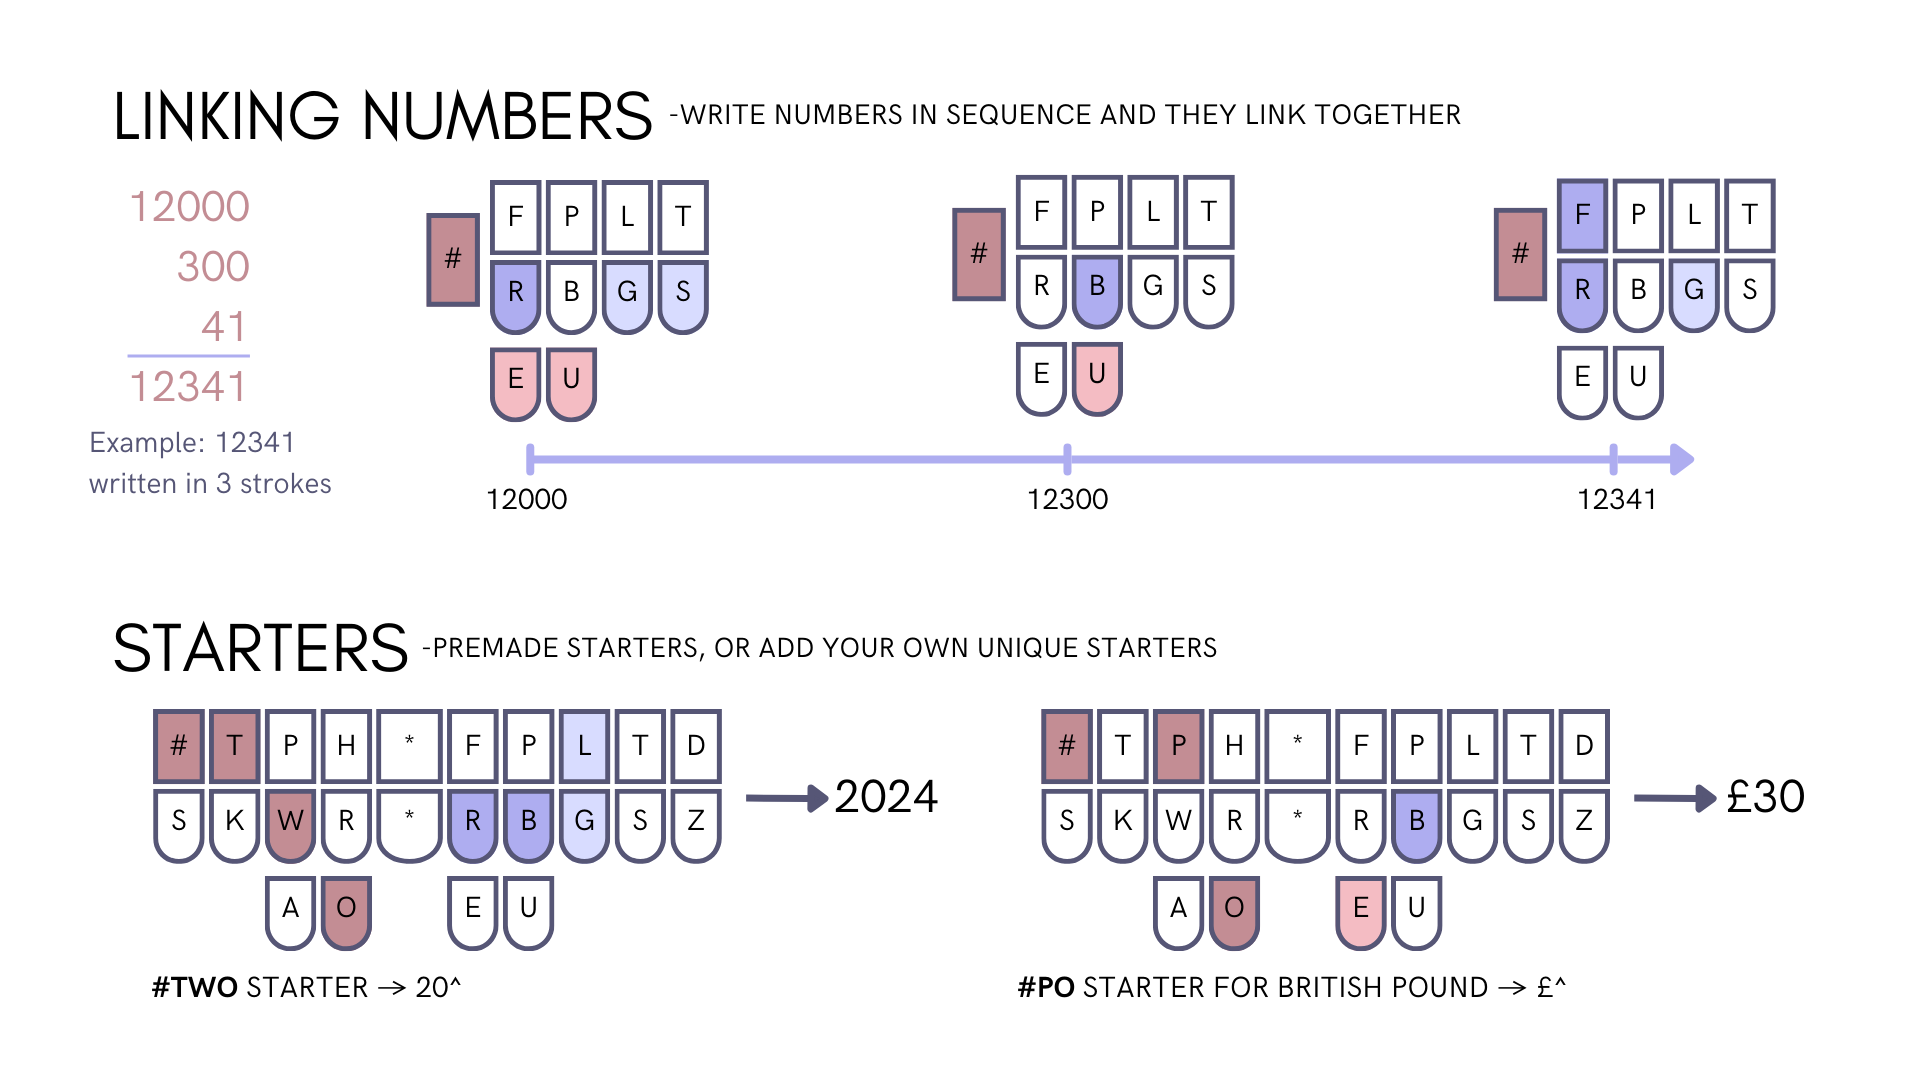 LINKING NUMBERS -WRITE NUMBERS IN SEQUENCE AND THEY LINK TOGETHER
12000
300
41
12341
Example: 12341
written in 3 strokes
# F P L T
R B G S
E U
12000
# F P L T
R B G S
E U
12300
# F P L T
R B G S
E U
12341
STARTERS -PREMADE STARTERS, OR ADD YOUR OWN UNIQUE STARTERS
# T P H * F P L T D
S K W R * R B G S Z
A O E U
→ 2024
#TWO STARTER → 20^
# T P H * F P L T D
S K W R * R B G S Z
A O E U
→ £30
#PO STARTER FOR BRITISH POUND → £^